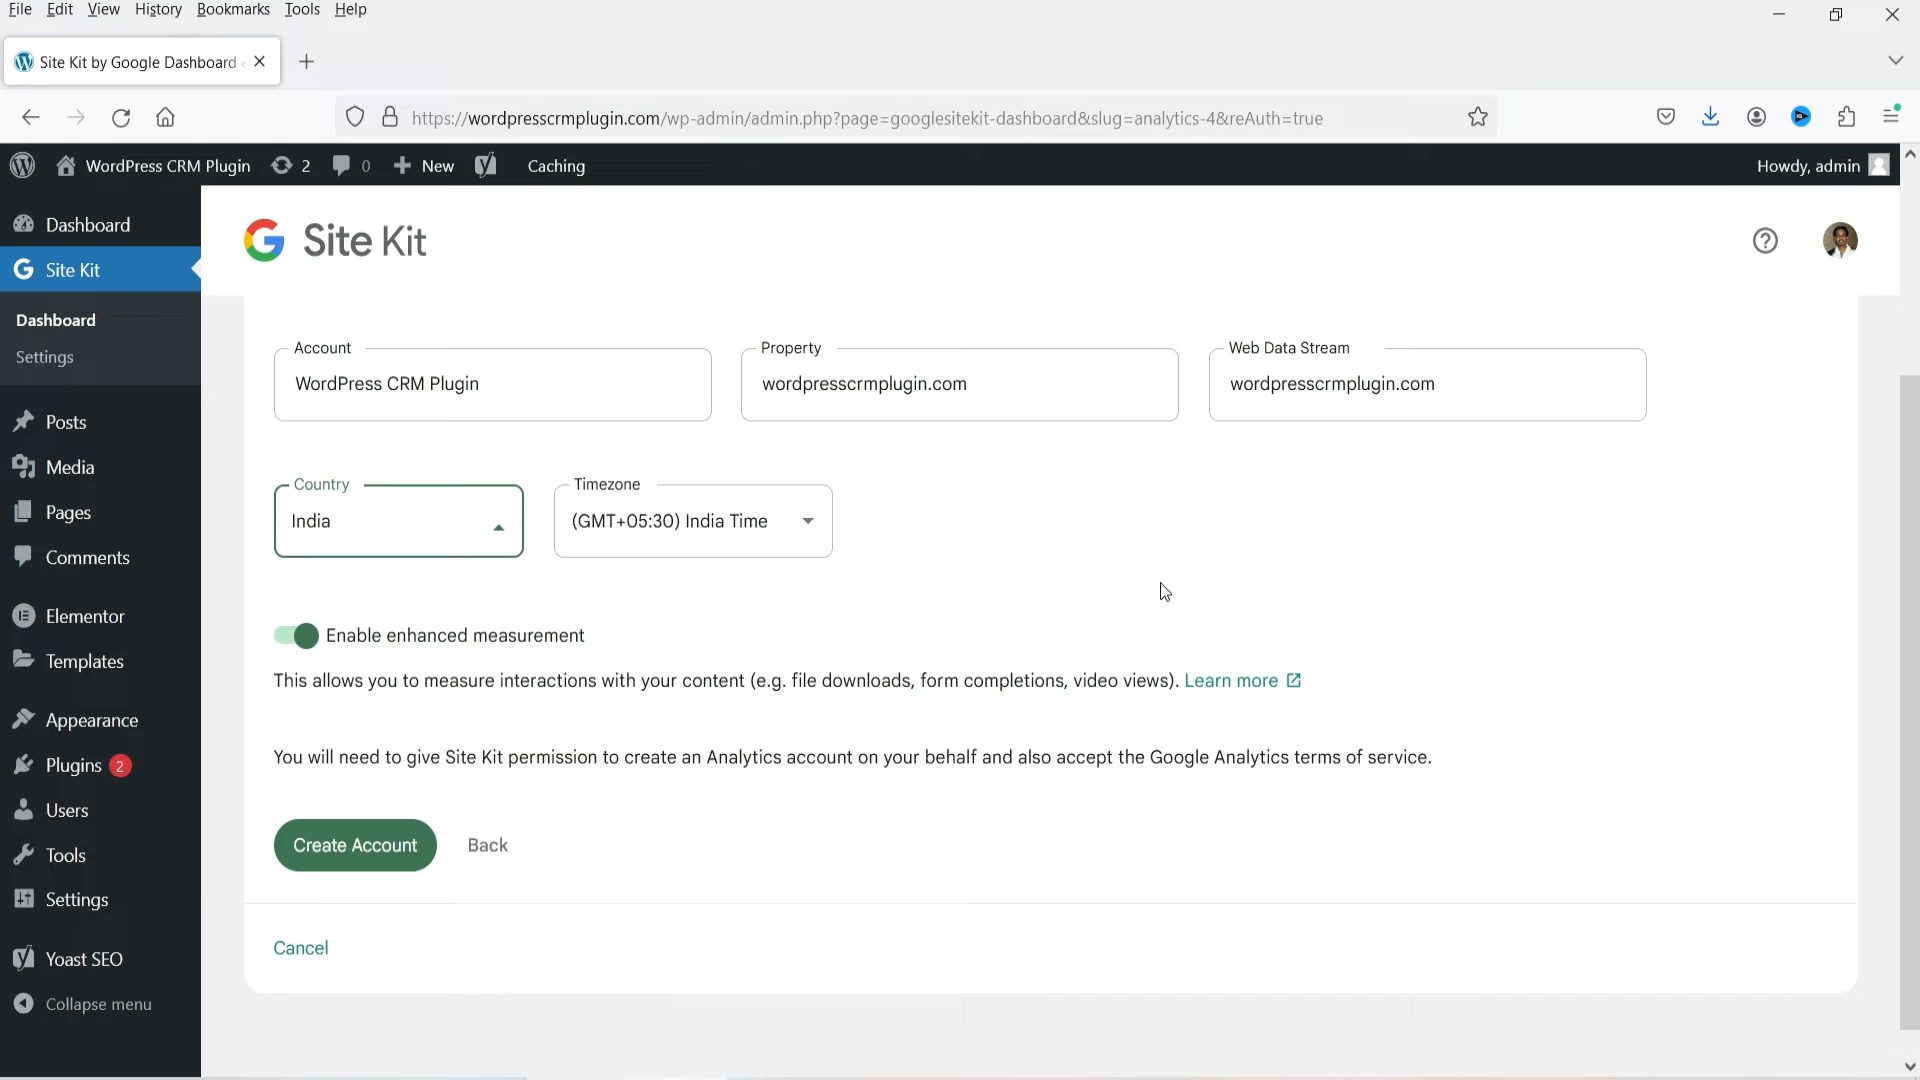 File Edit View History Bookmarks Tools Help
Site Kit by Google Dashboard
https://wordpresscrmplugin.com/wp-admin/admin.php?page=googlesitekit-dashboard&slug=analytics-4&reAuth=true
WordPress CRM Plugin 2 0 New Caching Howdy, admin
Dashboard
Site Kit
Dashboard
Settings
Posts
Media
Pages
Comments
Elementor
Templates
Appearance
Plugins 2
Users
Tools
Settings
Yoast SEO
Collapse menu
Site Kit
Account Property Web Data Stream
WordPress CRM Plugin wordpresscrmplugin.com wordpresscrmplugin.com
Country Timezone
India (GMT+05:30) India Time
Enable enhanced measurement
This allows you to measure interactions with your content (e.g. file downloads, form completions, video views). Learn more
You will need to give Site Kit permission to create an Analytics account on your behalf and also accept the Google Analytics terms of service.
Create Account Back
Cancel